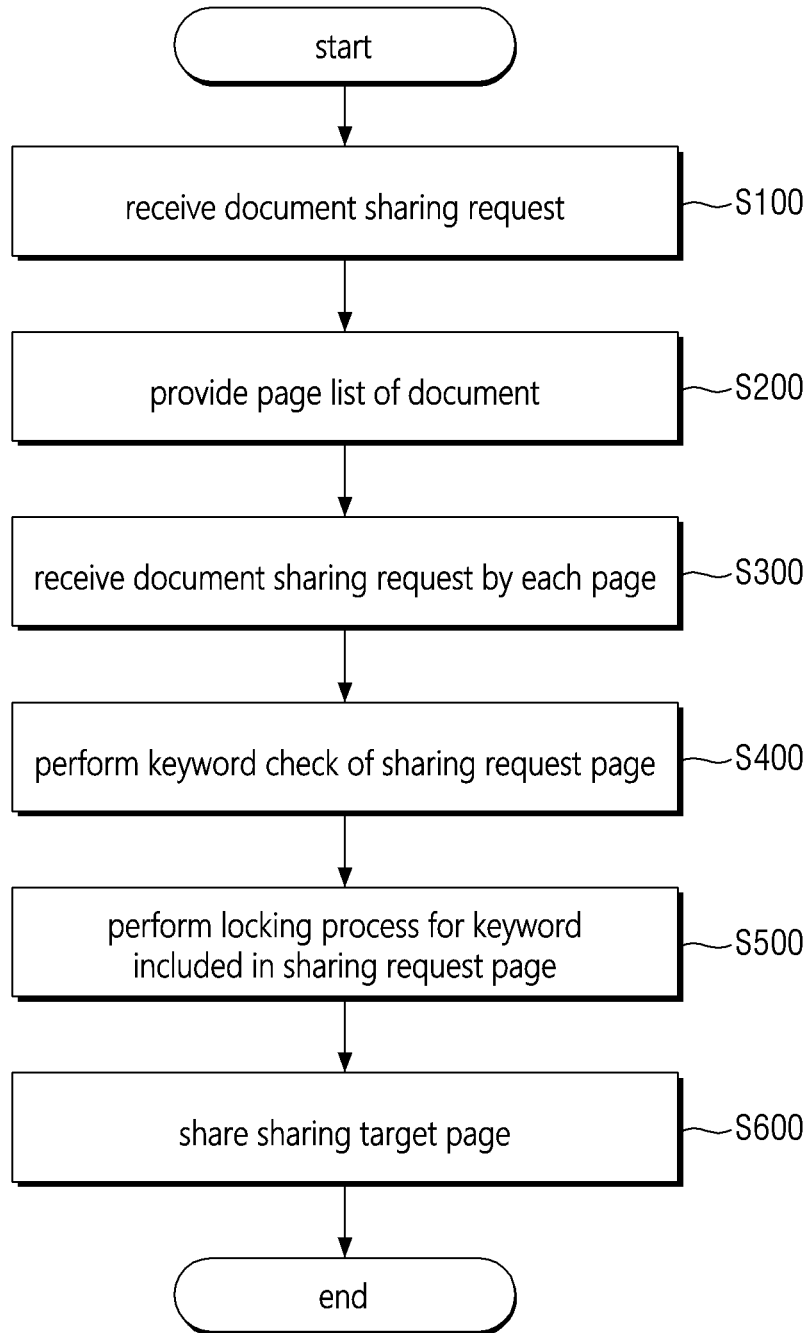 start
receive document sharing request
S100
provide page list of document
S200
receive document sharing request by each page
S300
perform keyword check of sharing request page
S400
perform locking process for keyword
included in sharing request page
S500
share sharing target page
S600
end